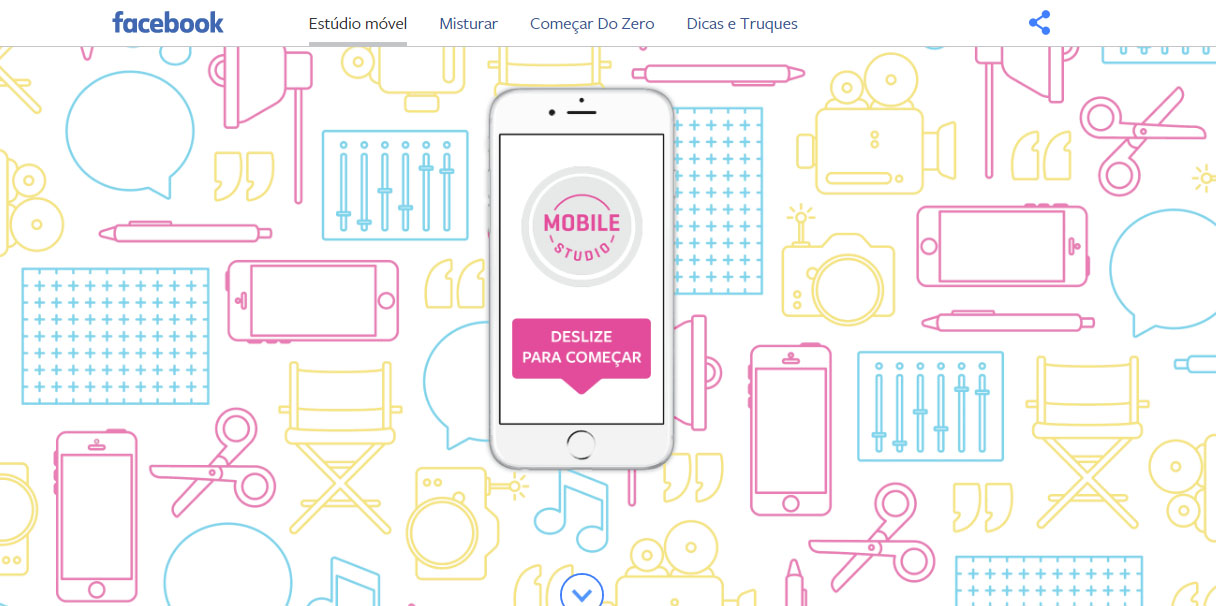 facebook
Estúdio móvel
Misturar
Começar Do Zero
Dicas e Truques
MOBILE
STUDIO
DESLIZE
PARA COMEÇAR